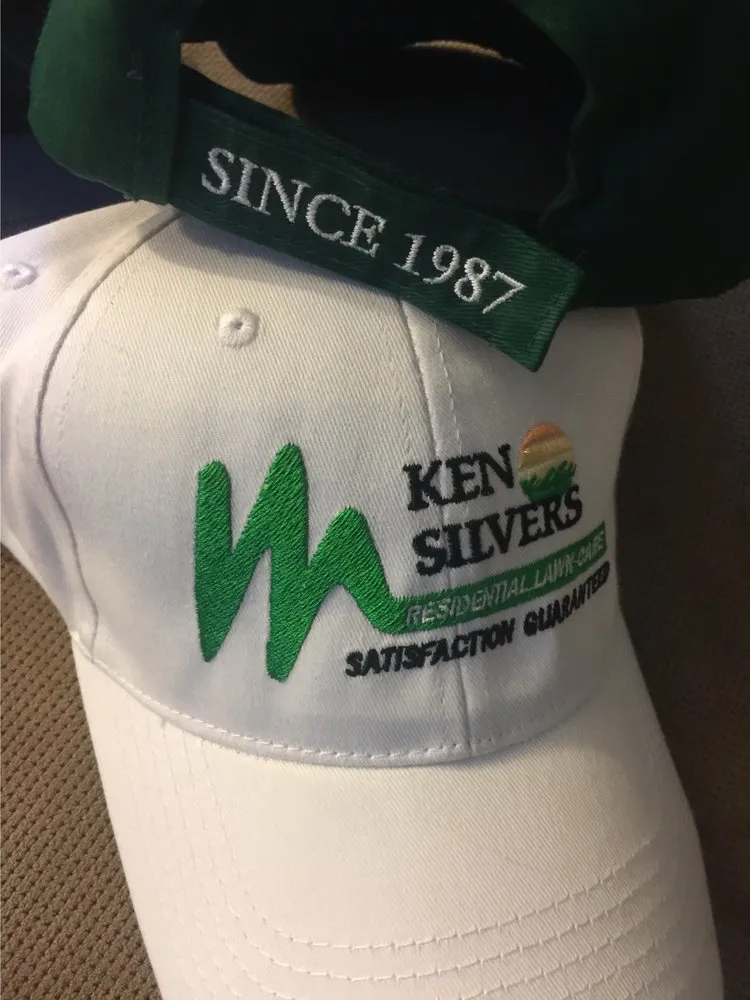 SINCE 1987
KEN
SILVERS
RESIDENTIAL LAWN-CARE
SATISFACTION GUARANTEED